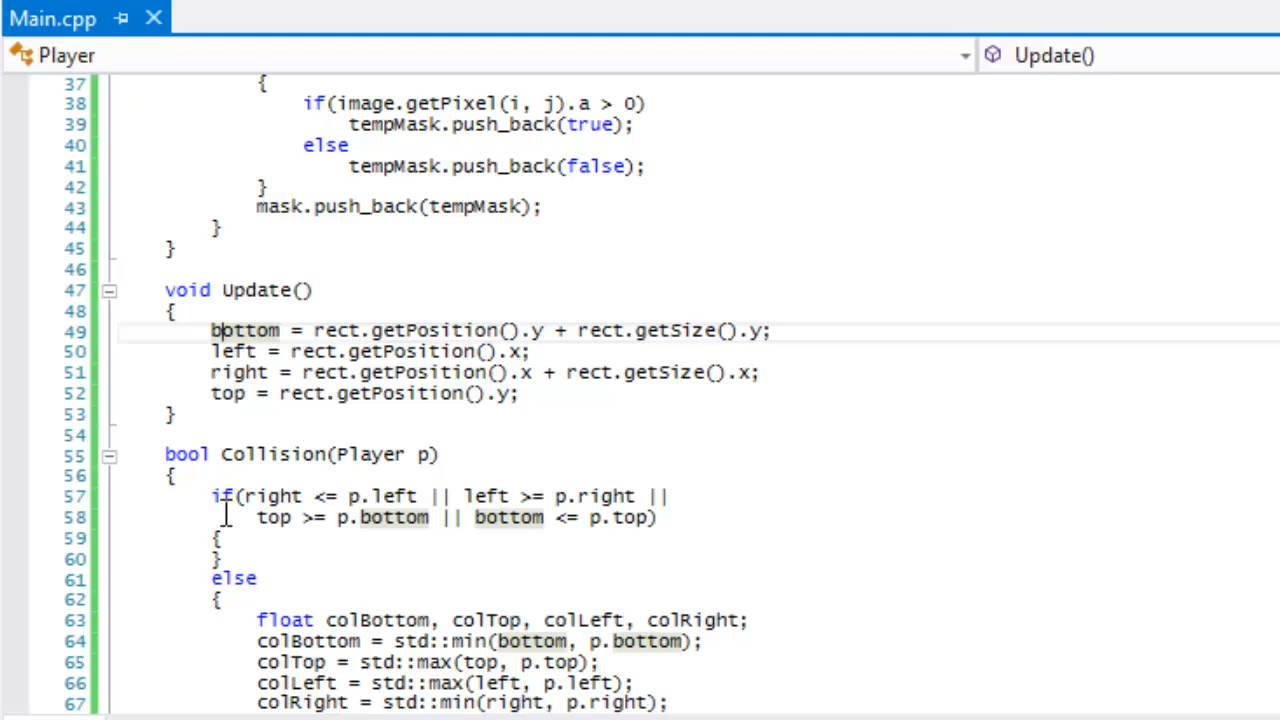 Main.cpp
Player
Update()
37 {
38 if(image.getPixel(i, j).a > 0)
39 tempMask.push_back(true);
40 else
41 tempMask.push_back(false);
42 }
43 mask.push_back(tempMask);
44 }
45 }
46
47 void Update()
48 {
49 bottom = rect.getPosition().y + rect.getSize().y;
50 left = rect.getPosition().x;
51 right = rect.getPosition().x + rect.getSize().x;
52 top = rect.getPosition().y;
53 }
54
55 bool Collision(Player p)
56 {
57 if(right <= p.left || left >= p.right ||
58 top >= p.bottom || bottom <= p.top)
59 {
60 }
61 else
62 {
63 float colBottom, colTop, colLeft, colRight;
64 colBottom = std::min(bottom, p.bottom);
65 colTop = std::max(top, p.top);
66 colLeft = std::max(left, p.left);
67 colRight = std::min(right, p.right);